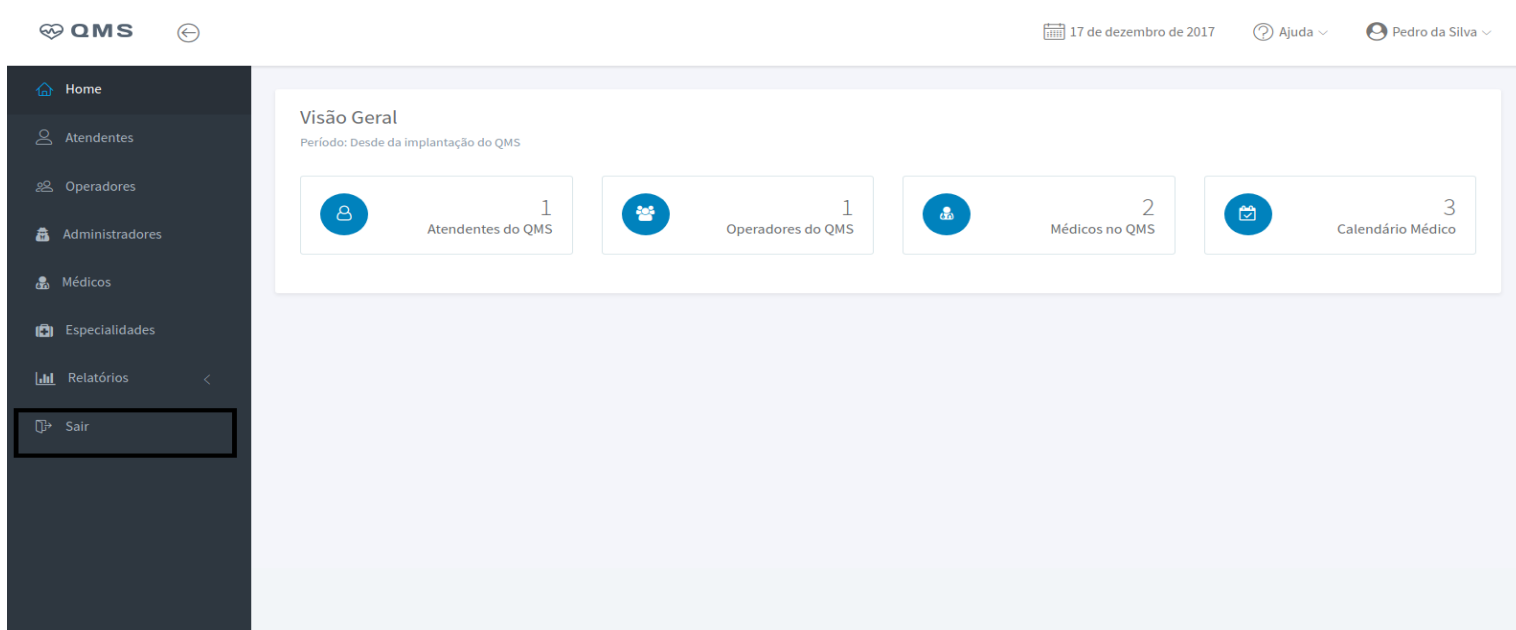 QMS
17 de dezembro de 2017
Ajuda
Pedro da Silva
Home
Atendentes
Operadores
Administradores
Médicos
Especialidades
Relatórios
Sair
Visão Geral
Período: Desde da implantação do QMS
1
Atendentes do QMS
1
Operadores do QMS
2
Médicos no QMS
3
Calendário Médico